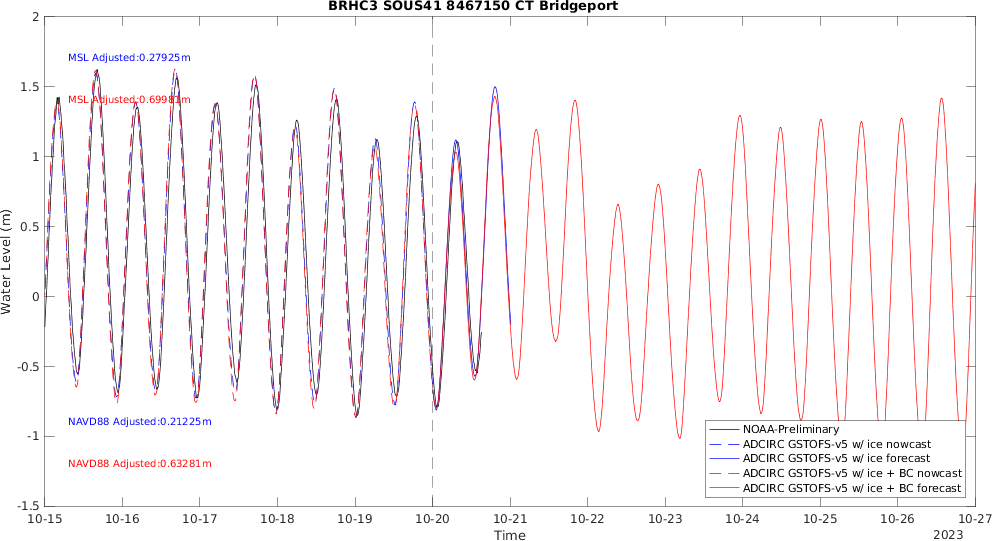 BRHC3 SOUS41 8467150 CT Bridgeport
2
1.5
1
0.5
0
-0.5
-1
-1.5
Water Level (m)
MSL Adjusted:0.27925m
MSL Adjusted:0.69981m
NAVD88 Adjusted:0.21225m
NAVD88 Adjusted:0.63281m
NOAA-Preliminary
ADCIRC GSTOFS-v5 w/ ice nowcast
ADCIRC GSTOFS-v5 w/ ice forecast
ADCIRC GSTOFS-v5 w/ ice + BC nowcast
ADCIRC GSTOFS-v5 w/ ice + BC forecast
10-15 10-16 10-17 10-18 10-19 10-20 10-21 10-22 10-23 10-24 10-25 10-26 10-27
Time
2023